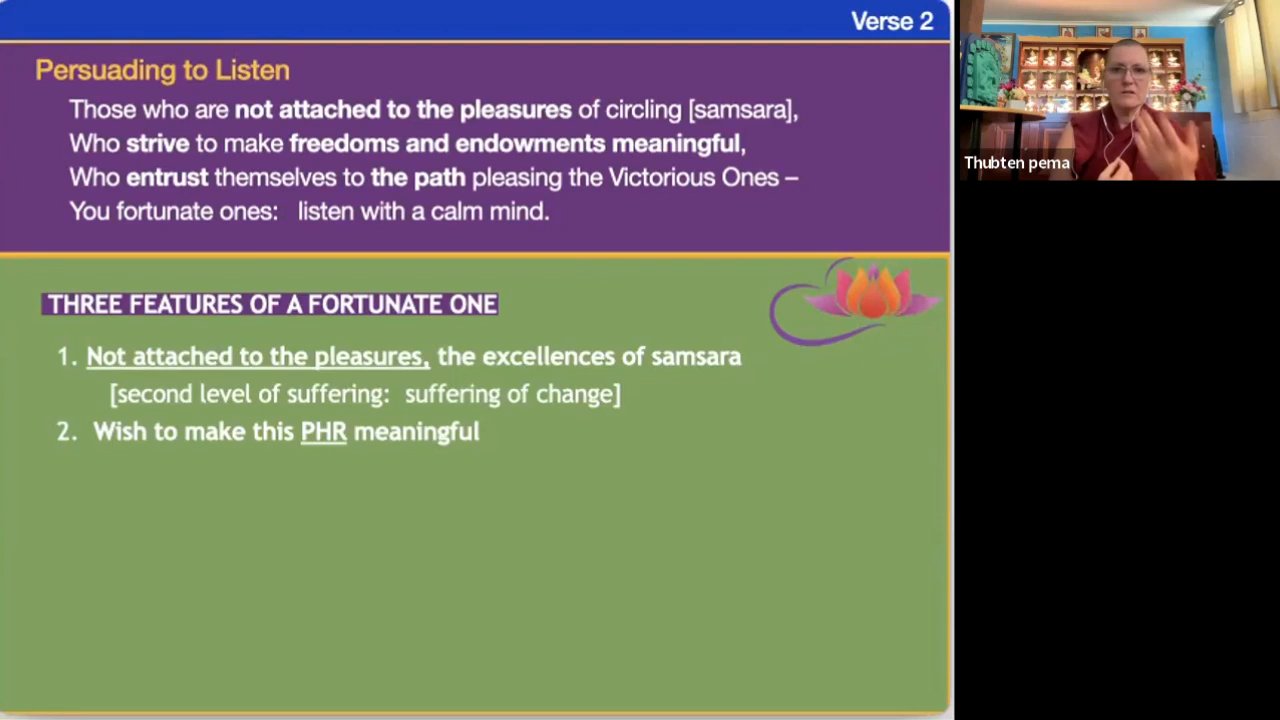 Verse 2
Persuading to Listen
Those who are not attached to the pleasures of circling [samsara],
Who strive to make freedoms and endowments meaningful,
Who entrust themselves to the path pleasing the Victorious Ones –
You fortunate ones: listen with a calm mind.
THREE FEATURES OF A FORTUNATE ONE
1. Not attached to the pleasures, the excellences of samsara
[second level of suffering: suffering of change]
2. Wish to make this PHR meaningful
Thubten pema